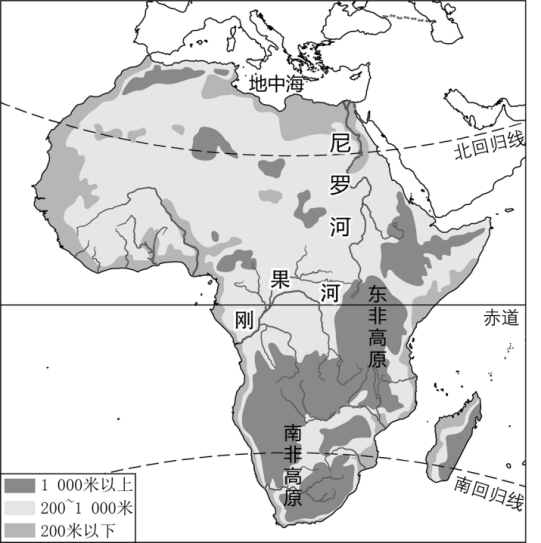 地中海
北回归线
尼罗河
刚果河
东非高原
赤道
南非高原
南回归线
1 000米以上
200~1 000米
200米以下